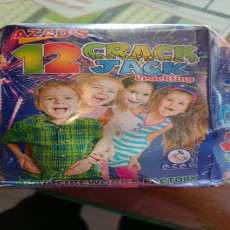 AZAD'S
12 CRACK
JACK
Crackling
AZAD FIREWORKS FACTORY